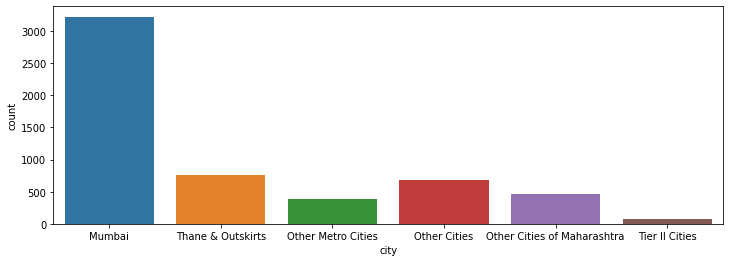 3000
2500
2000
1500
1000
500
0
count
Mumbai Thane & Outskirts Other Metro Cities Other Cities Other Cities of Maharashtra Tier II Cities
city